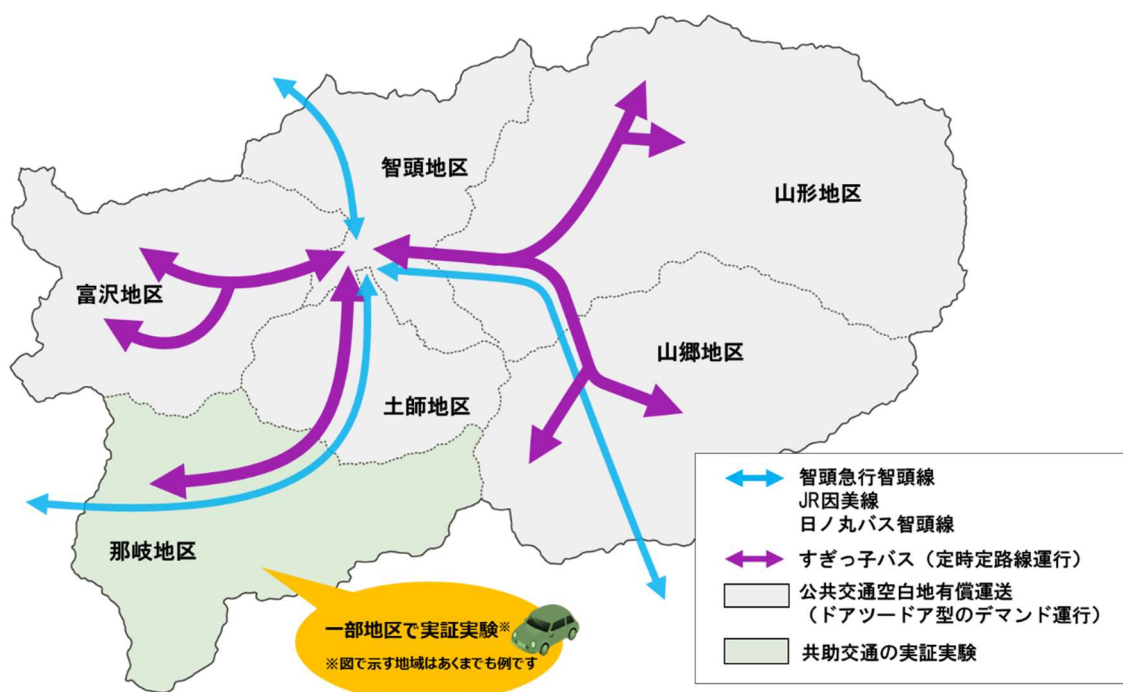 智頭地区
山形地区
富沢地区
山郷地区
土師地区
那岐地区
一部地区で実証実験※
※図で示す地域はあくまでも例です
智頭急行智頭線
JR因美線
日ノ丸バス智頭線
すぎっ子バス（定時定路線運行）
公共交通空白地有償運送
（ドアツードア型のデマンド運行）
共助交通の実証実験